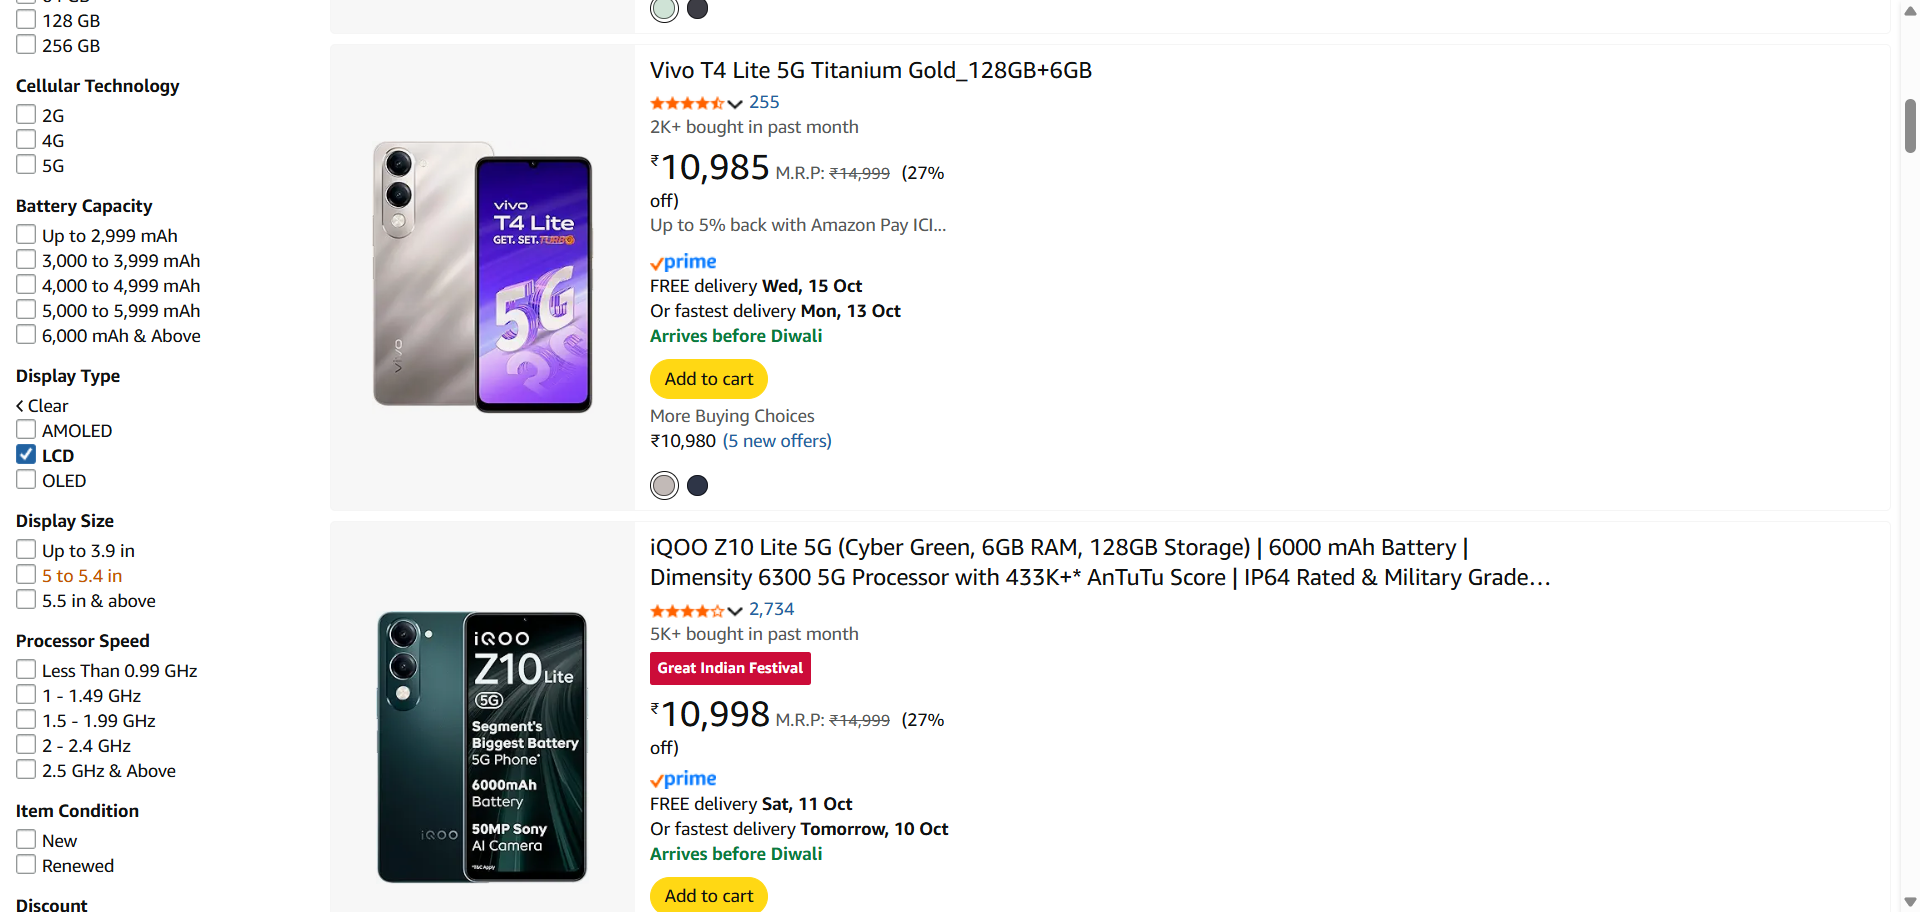 128 GB
256 GB
Cellular Technology
2G
4G
5G
Battery Capacity
Up to 2,999 mAh
3,000 to 3,999 mAh
4,000 to 4,999 mAh
5,000 to 5,999 mAh
6,000 mAh & Above
Display Type
Clear
AMOLED
LCD
OLED
Display Size
Up to 3.9 in
5 to 5.4 in
5.5 in & above
Processor Speed
Less Than 0.99 GHz
1 - 1.49 GHz
1.5 - 1.99 GHz
2 - 2.4 GHz
2.5 GHz & Above
Item Condition
New
Renewed
Discount
vivo
T4 Lite
GET. SET. TURBO
5G
vivo
Vivo T4 Lite 5G Titanium Gold_128GB+6GB
255
2K+ bought in past month
₹10,985 M.R.P: ₹14,999 (27%
off)
Up to 5% back with Amazon Pay ICI...
prime
FREE delivery Wed, 15 Oct
Or fastest delivery Mon, 13 Oct
Arrives before Diwali
Add to cart
More Buying Choices
₹10,980 (5 new offers)
iQOO
Z10 Lite
5G
Segment's
Biggest Battery
5G Phone*
6000mAh
Battery
50MP Sony
AI Camera
*T&C Apply
iQOO
iQOO Z10 Lite 5G (Cyber Green, 6GB RAM, 128GB Storage) | 6000 mAh Battery |
Dimensity 6300 5G Processor with 433K+* AnTuTu Score | IP64 Rated & Military Grade…
2,734
5K+ bought in past month
Great Indian Festival
₹10,998 M.R.P: ₹14,999 (27%
off)
prime
FREE delivery Sat, 11 Oct
Or fastest delivery Tomorrow, 10 Oct
Arrives before Diwali
Add to cart